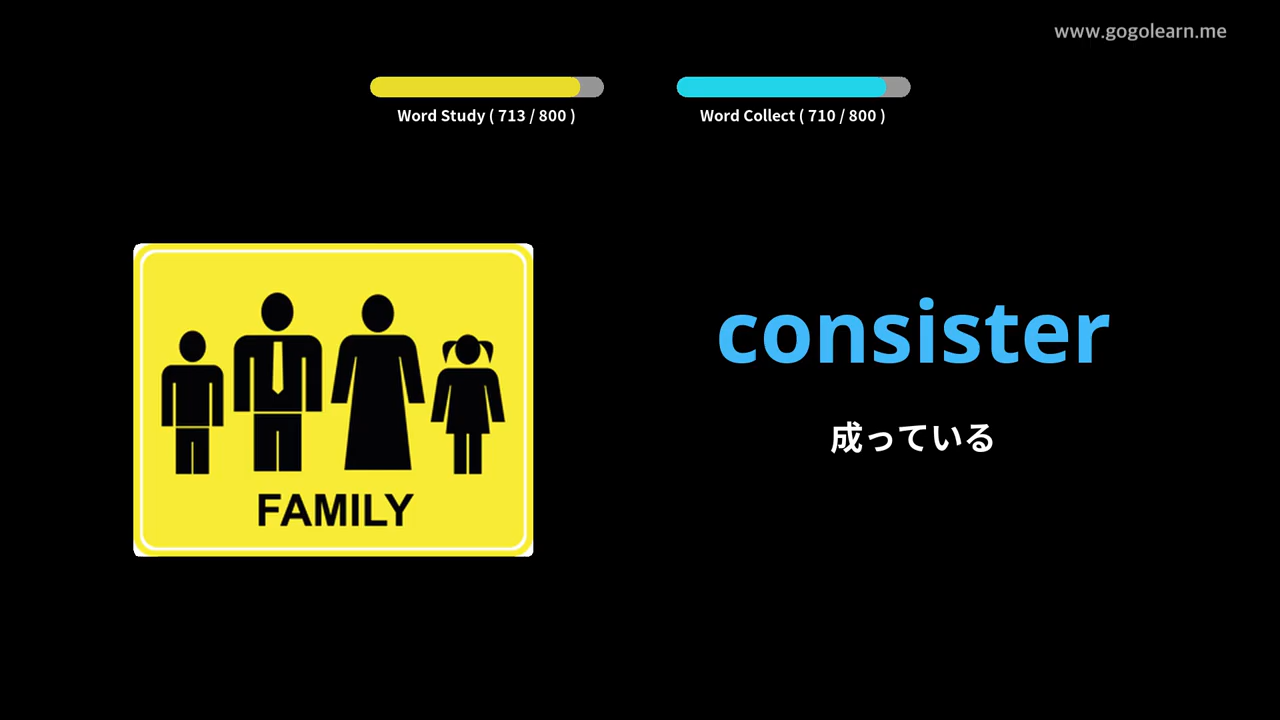 www.gogolearn.me
Word Study ( 713 / 800 )
Word Collect ( 710 / 800 )
FAMILY
consister
成っている